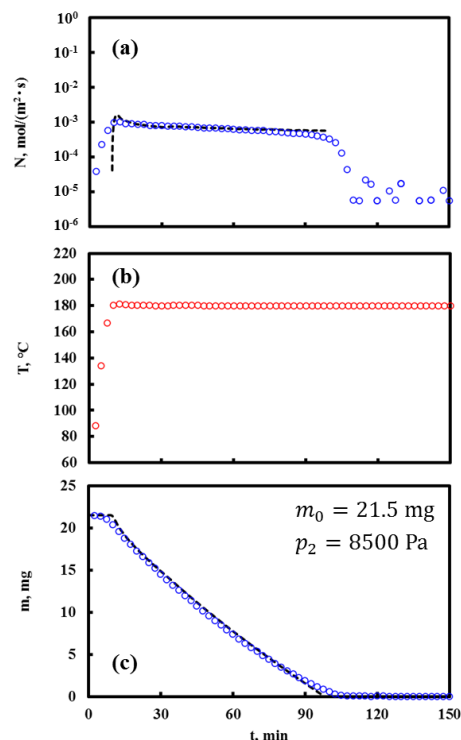 (a)
N, mol/(m²·s)
10⁰
10⁻¹
10⁻²
10⁻³
10⁻⁴
10⁻⁵
10⁻⁶
(b)
T, °C
220
200
180
160
140
120
100
80
60
(c)
m, mg
25
20
15
10
5
0
m₀ = 21.5 mg
p₂ = 8500 Pa
0 30 60 90 120 150
t, min